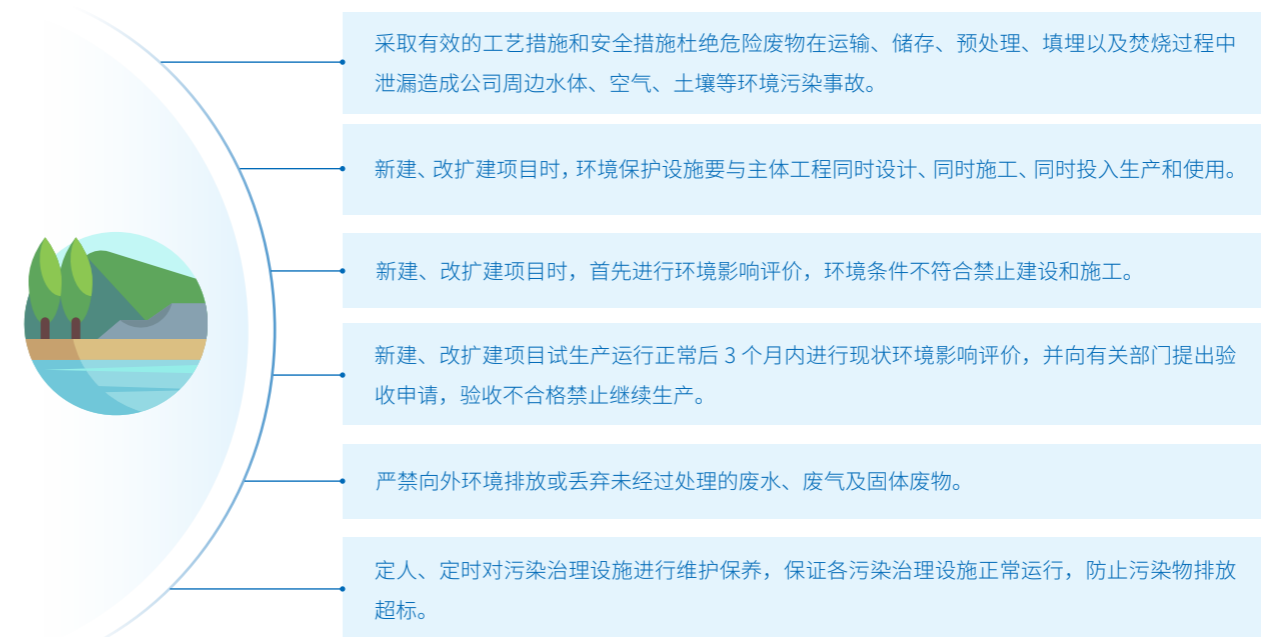 采取有效的工艺措施和安全措施杜绝危险废物在运输、储存、预处理、填埋以及焚烧过程中
泄漏造成公司周边水体、空气、土壤等环境污染事故。
新建、改扩建项目时，环境保护设施要与主体工程同时设计、同时施工、同时投入生产和使用。
新建、改扩建项目时，首先进行环境影响评价，环境条件不符合禁止建设和施工。
新建、改扩建项目试生产运行正常后 3 个月内进行现状环境影响评价，并向有关部门提出验
收申请，验收不合格禁止继续生产。
严禁向外环境排放或丢弃未经过处理的废水、废气及固体废物。
定人、定时对污染治理设施进行维护保养，保证各污染治理设施正常运行，防止污染物排放
超标。